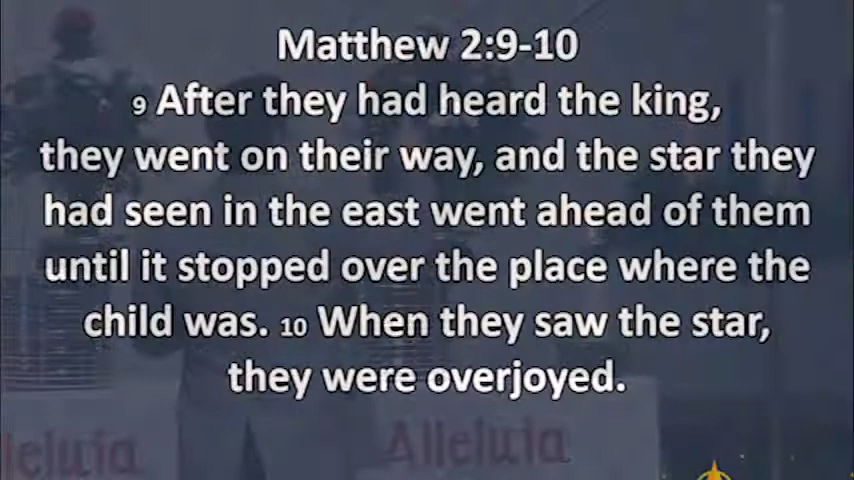 Matthew 2:9-10
9 After they had heard the king,
they went on their way, and the star they
had seen in the east went ahead of them
until it stopped over the place where the
child was. 10 When they saw the star,
they were overjoyed.
lleluia Alleluia